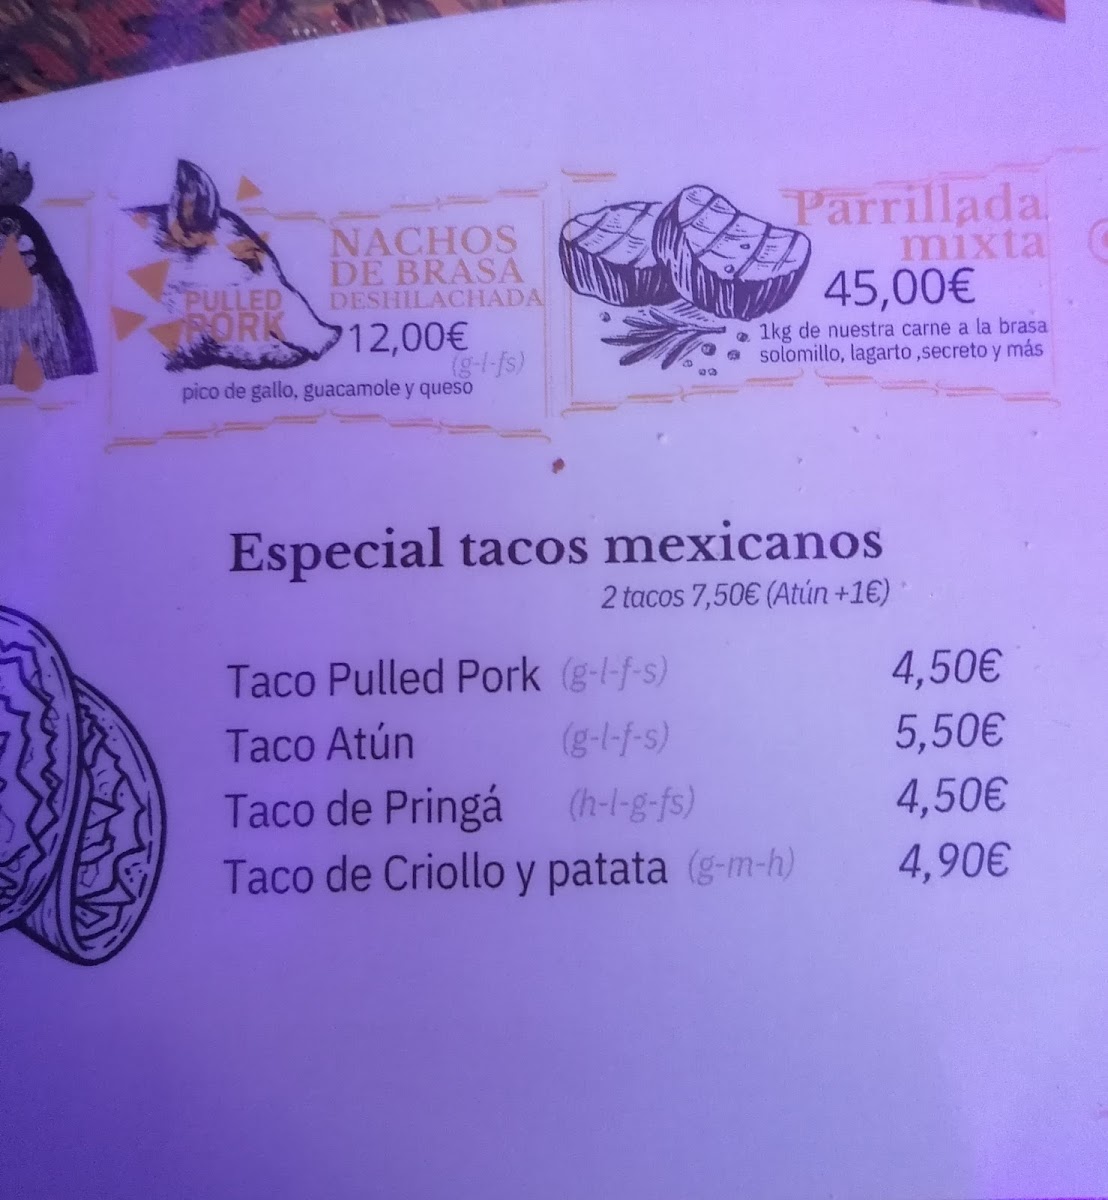 PULLED
PORK
NACHOS
DE BRASA
DESHILACHADA
12,00€
(g-l-fs)
pico de gallo, guacamole y queso
Parrillada
mixta
45,00€
1kg de nuestra carne a la brasa
solomillo, lagarto ,secreto y más
Especial tacos mexicanos
2 tacos 7,50€ (Atún +1€)
Taco Pulled Pork (g-l-f-s) 4,50€
Taco Atún (g-l-f-s) 5,50€
Taco de Pringá (h-l-g-fs) 4,50€
Taco de Criollo y patata (g-m-h) 4,90€